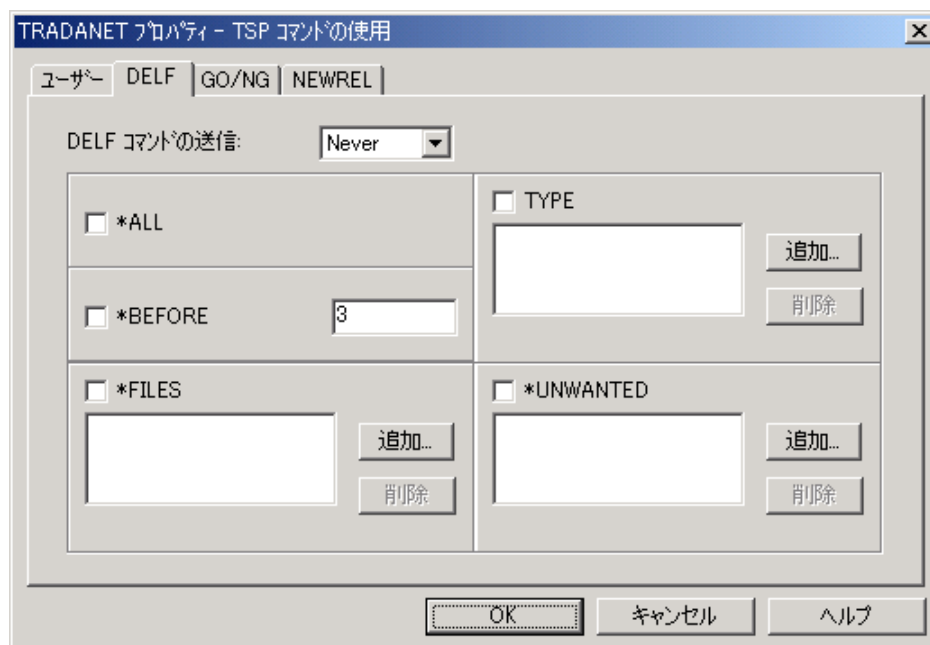 TRADANET プロパティ - TSP コマンドの使用
ユーザー DELF GO/NG NEWREL
DELF コマンドの送信: Never
*ALL
TYPE
追加...
削除
*BEFORE 3
*FILES
追加...
削除
*UNWANTED
追加...
削除
OK キャンセル ヘルプ